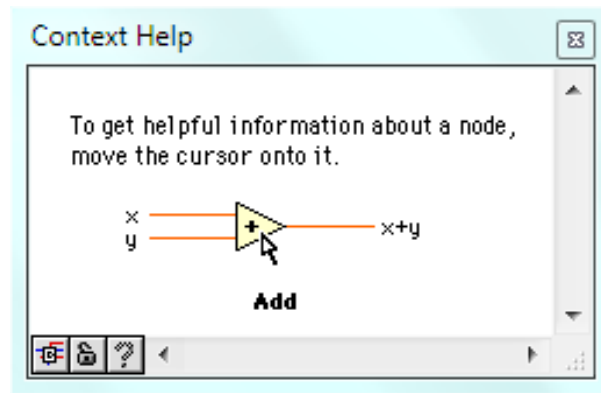 Context Help
To get helpful information about a node,
move the cursor onto it.
x
y
+
x+y
Add
?